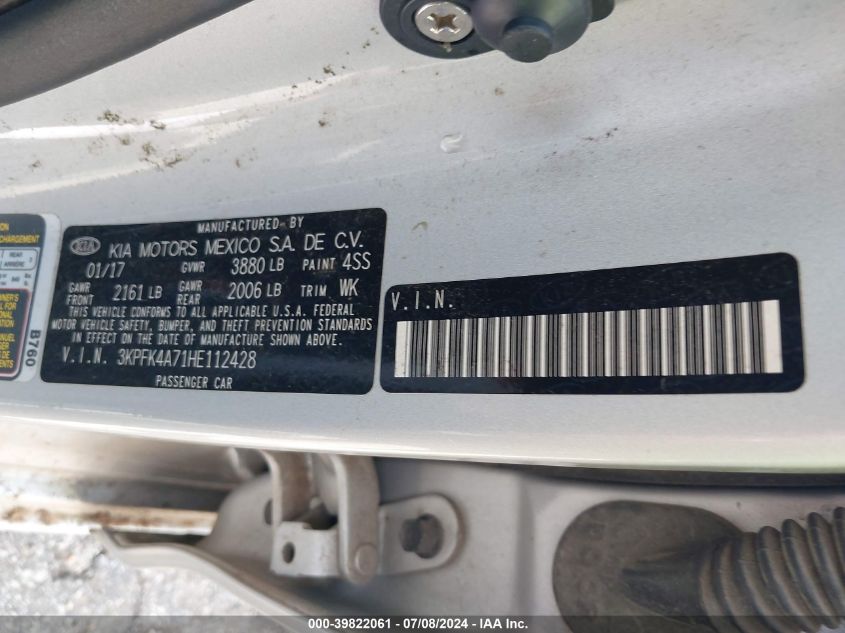 MANUFACTURED BY
KIA KIA MOTORS MEXICO S.A. DE C.V.
01/17 GVWR 3880 LB PAINT 4SS
GAWR FRONT 2161 LB GAWR REAR 2006 LB TRIM WK
THIS VEHICLE CONFORMS TO ALL APPLICABLE U.S.A. FEDERAL
MOTOR VEHICLE SAFETY, BUMPER, AND THEFT PREVENTION STANDARDS
IN EFFECT ON THE DATE OF MANUFACTURE SHOWN ABOVE.
V.I.N. 3KPFK4A71HE112428
PASSENGER CAR
V.I.N.
B760
REAR
ARRIERE
000-39822061 - 07/08/2024 - IAA Inc.